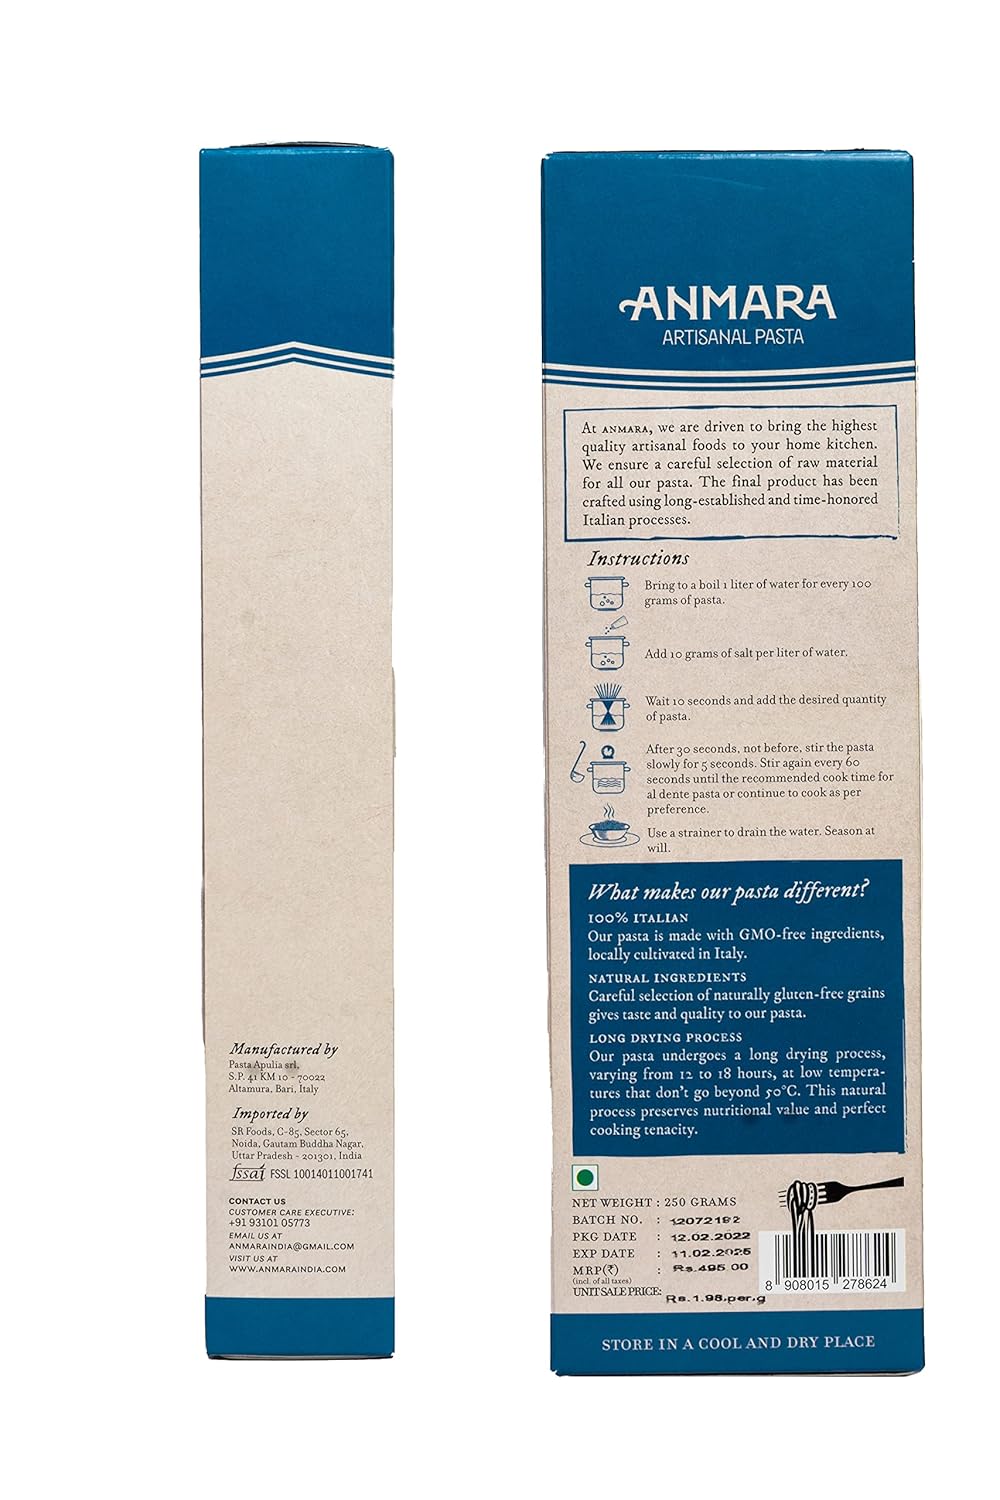 Manufactured by
Pasta Apulia srl,
S.P. 41 KM 10 - 70022
Altamura, Bari, Italy
Imported by
SR Foods, C-85, Sector 65,
Noida, Gautam Buddha Nagar,
Uttar Pradesh - 201301, India
fssai FSSL 10014011001741
CONTACT US
CUSTOMER CARE EXECUTIVE:
+91 93101 05773
EMAIL US AT
ANMARAINDIA@GMAIL.COM
VISIT US AT
WWW.ANMARAINDIA.COM
ANMARA
ARTISANAL PASTA
At ANMARA, we are driven to bring the highest
quality artisanal foods to your home kitchen.
We ensure a careful selection of raw material
for all our pasta. The final product has been
crafted using long-established and time-honored
Italian processes.
Instructions
Bring to a boil 1 liter of water for every 100
grams of pasta.
Add 10 grams of salt per liter of water.
Wait 10 seconds and add the desired quantity
of pasta.
After 30 seconds, not before, stir the pasta
slowly for 5 seconds. Stir again every 60
seconds until the recommended cook time for
al dente pasta or continue to cook as per
preference.
Use a strainer to drain the water. Season at
will.
What makes our pasta different?
100% ITALIAN
Our pasta is made with GMO-free ingredients,
locally cultivated in Italy.
NATURAL INGREDIENTS
Careful selection of naturally gluten-free grains
gives taste and quality to our pasta.
LONG DRYING PROCESS
Our pasta undergoes a long drying process,
varying from 12 to 18 hours, at low tempera-
tures that don't go beyond 50°C. This natural
process preserves nutritional value and perfect
cooking tenacity.
NET WEIGHT : 250 GRAMS
BATCH NO. : 12072192
PKG DATE : 12.02.2022
EXP DATE : 11.02.2025
MRP(₹) : Rs.495.00
(incl. of all taxes)
UNIT SALE PRICE: Rs.1.98.per.g
8 908015 278624
STORE IN A COOL AND DRY PLACE